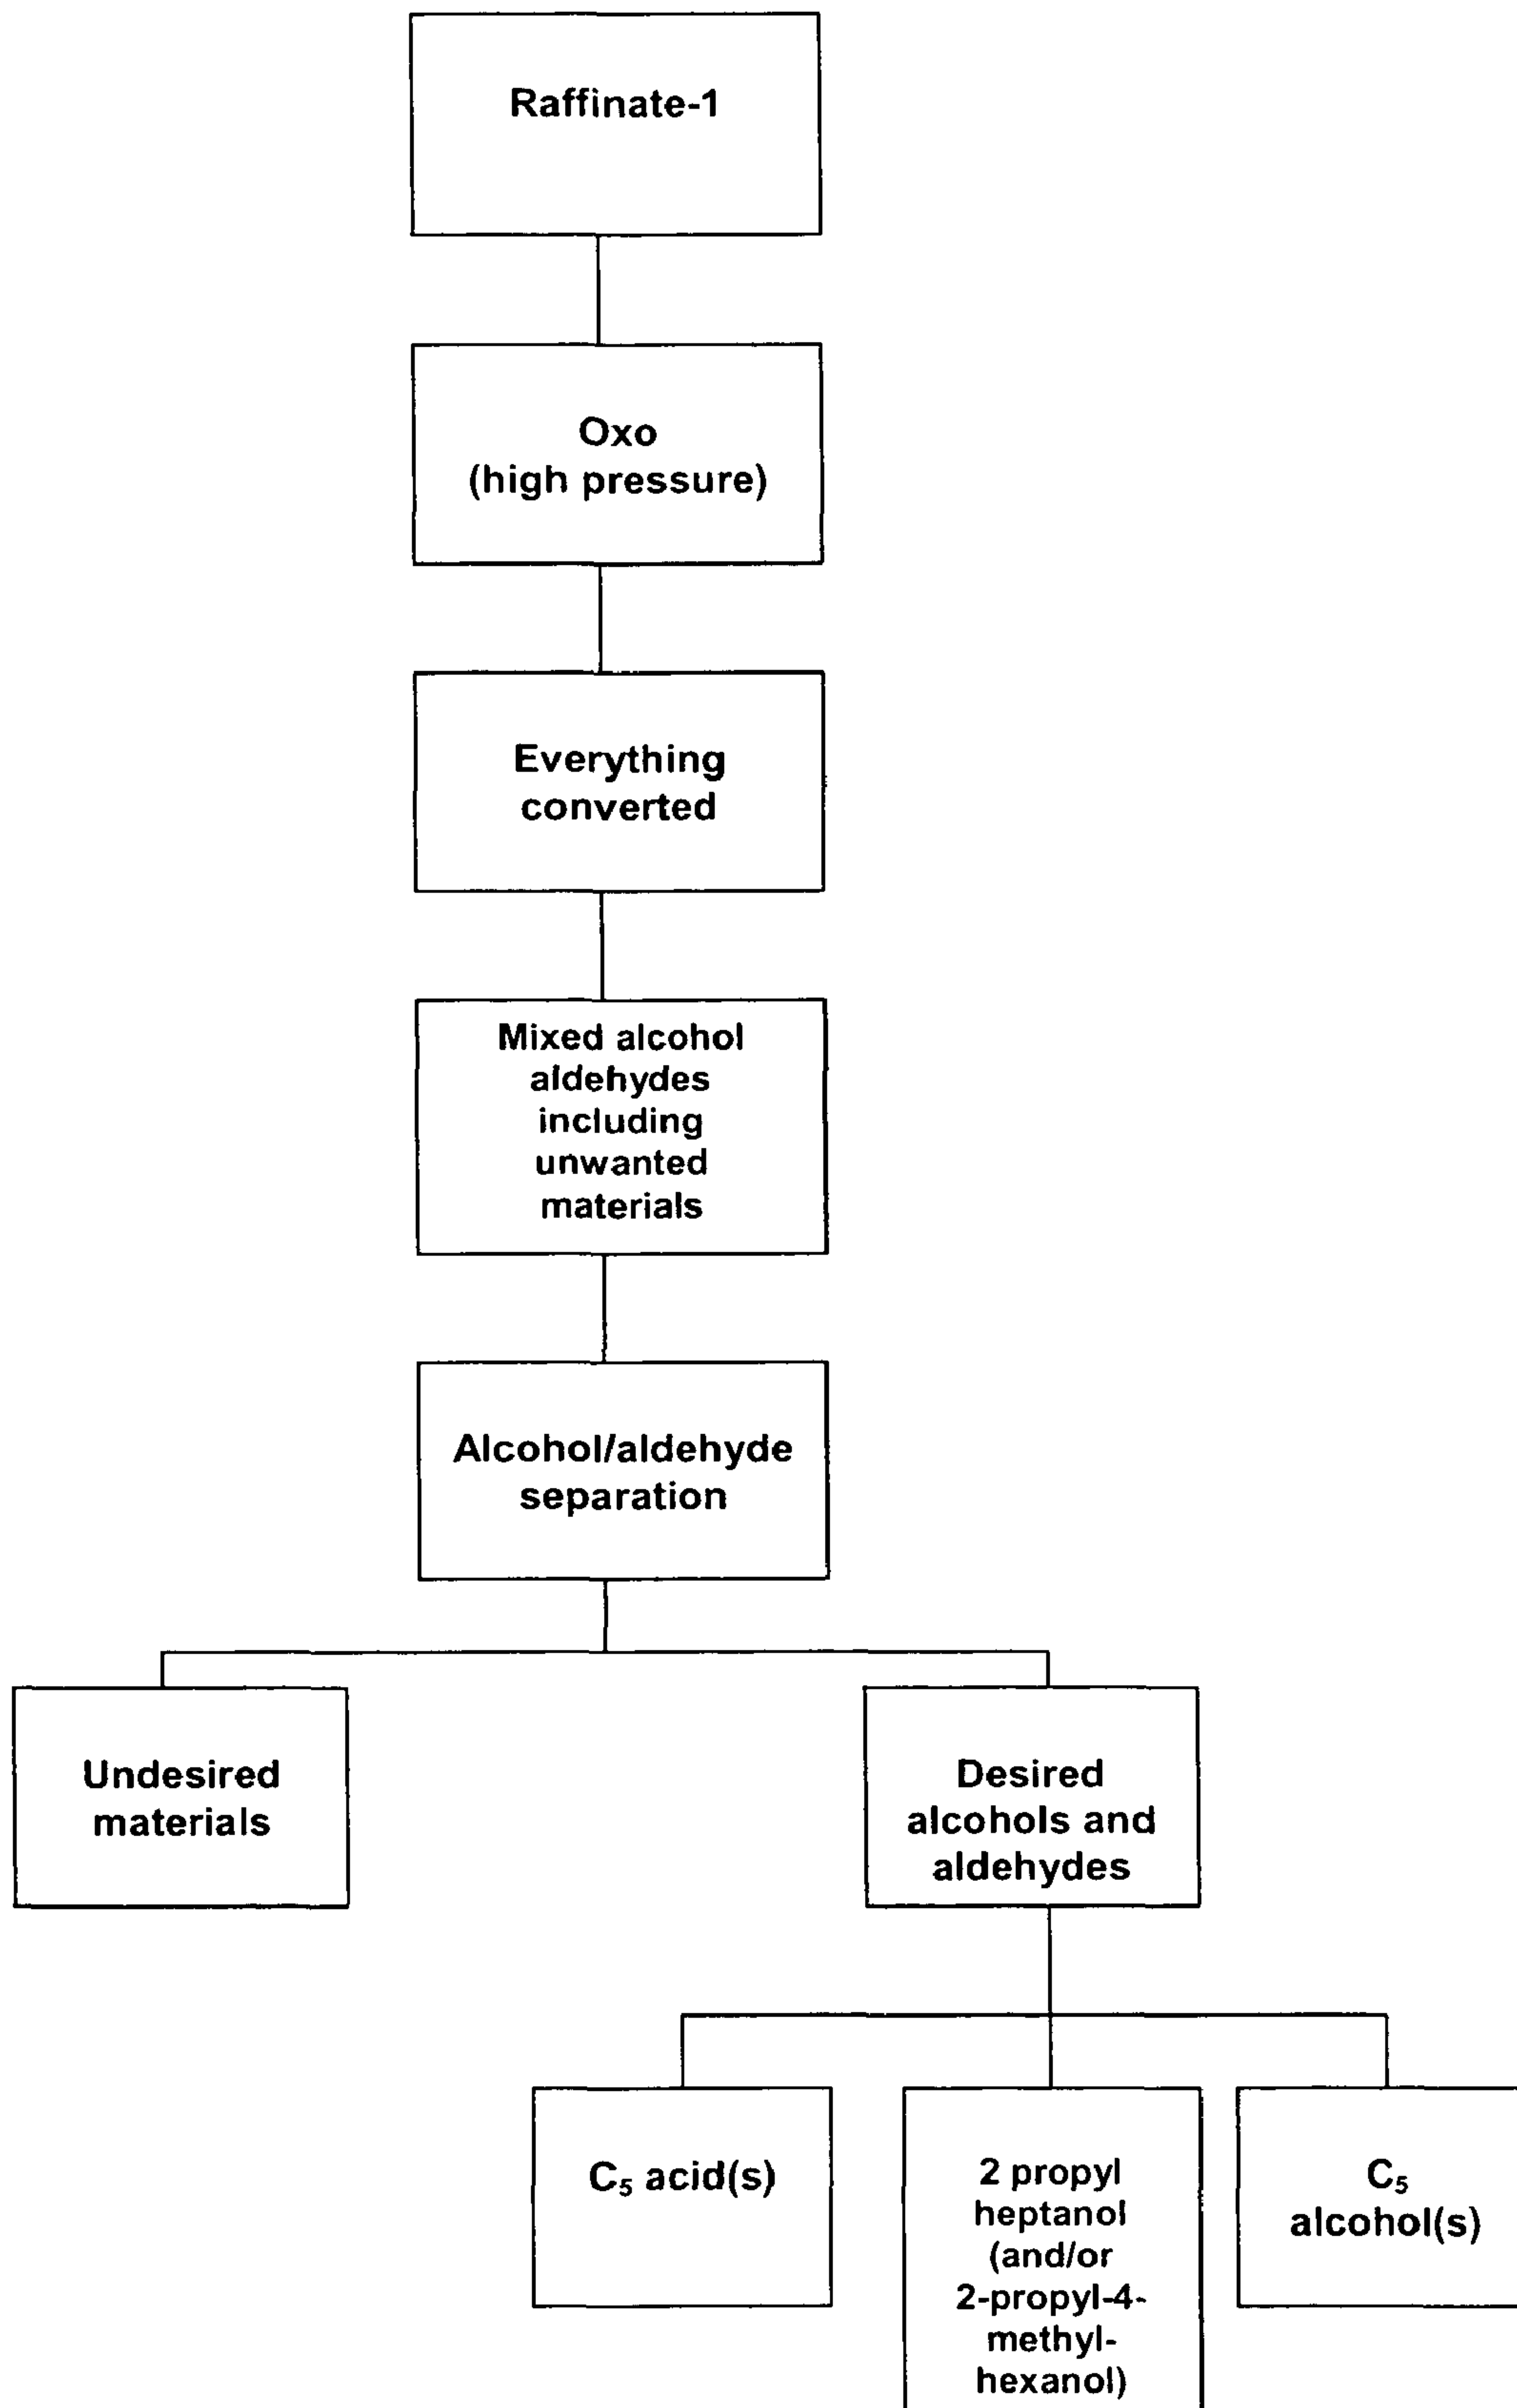 Raffinate-1
Oxo
(high pressure)
Everything
converted
Mixed alcohol
aldehydes
including
unwanted
materials
Alcohol/aldehyde
separation
Undesired
materials
Desired
alcohols and
aldehydes
C₅ acid(s)
2 propyl
heptanol
(and/or
2-propyl-4-
methyl-
hexanol)
C₅
alcohol(s)